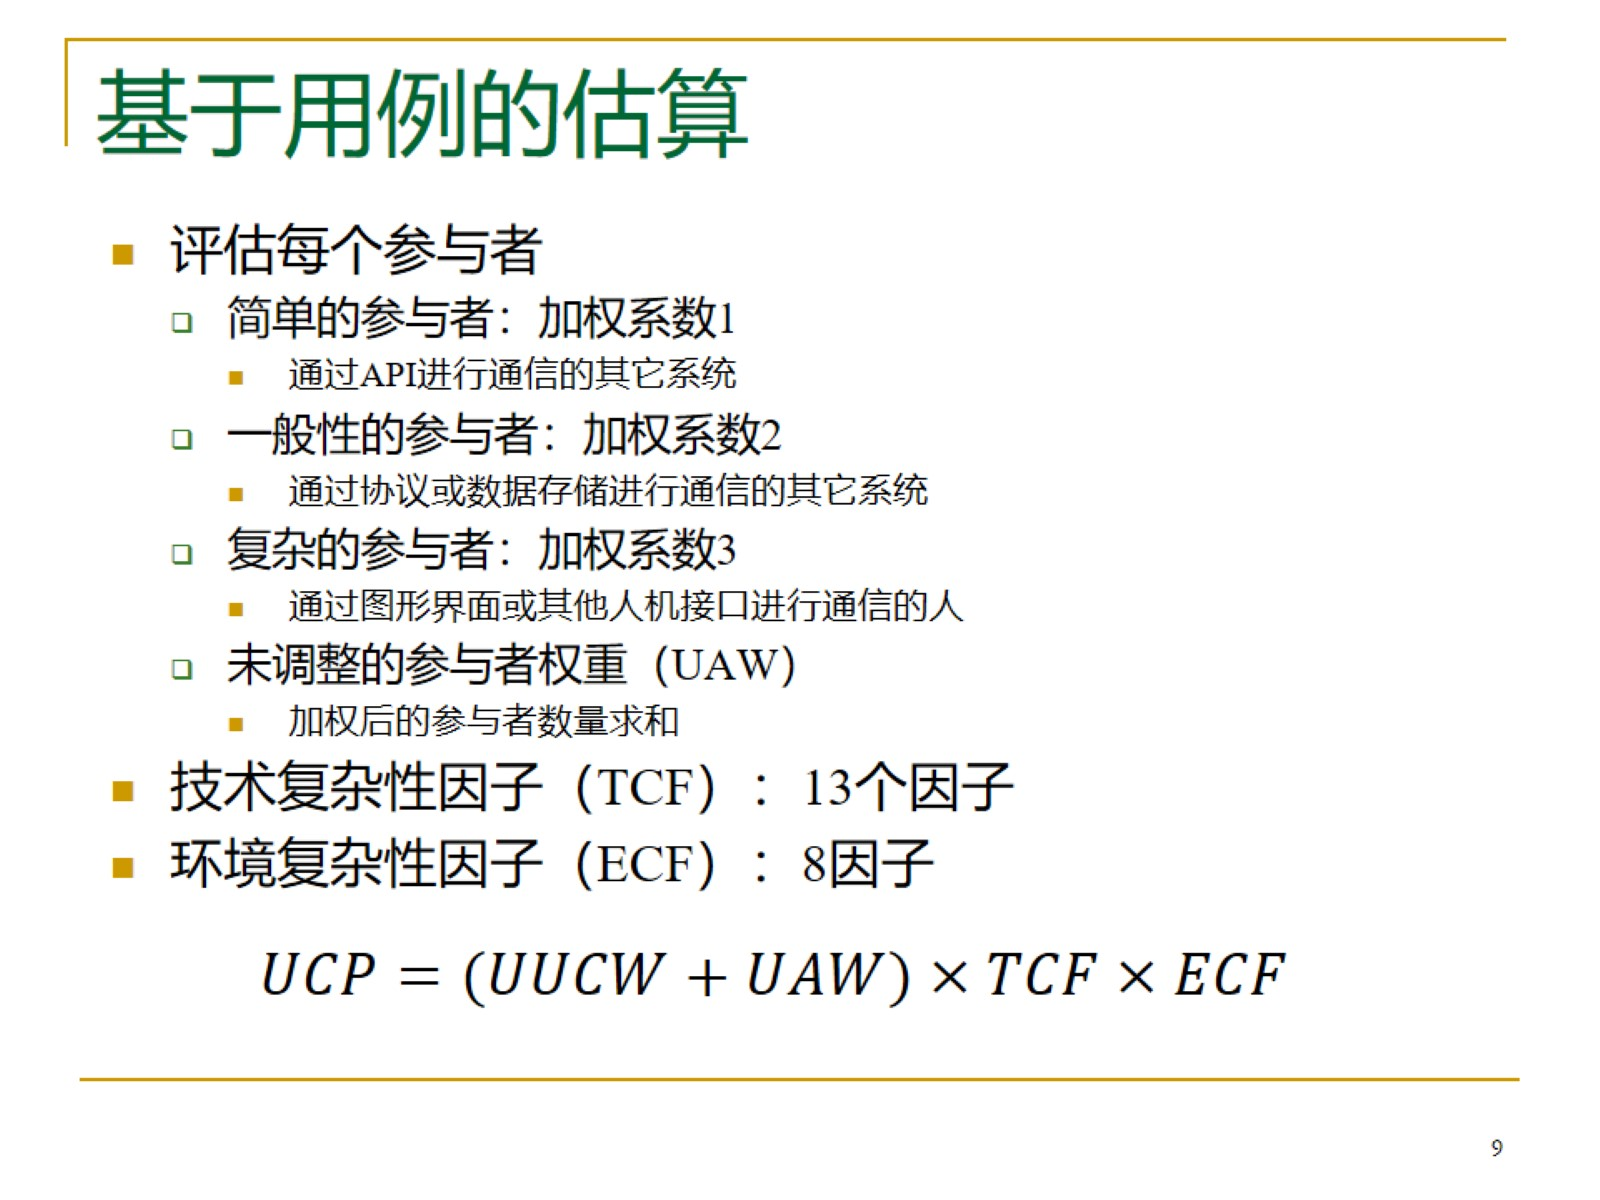 基于用例的估算
评估每个参与者
简单的参与者：加权系数1
通过API进行通信的其它系统
一般性的参与者：加权系数2
通过协议或数据存储进行通信的其它系统
复杂的参与者：加权系数3
通过图形界面或其他人机接口进行通信的人
未调整的参与者权重（UAW）
加权后的参与者数量求和
技术复杂性因子（TCF）：13个因子
环境复杂性因子（ECF）：8因子
UCP = (UUCW + UAW) × TCF × ECF
9